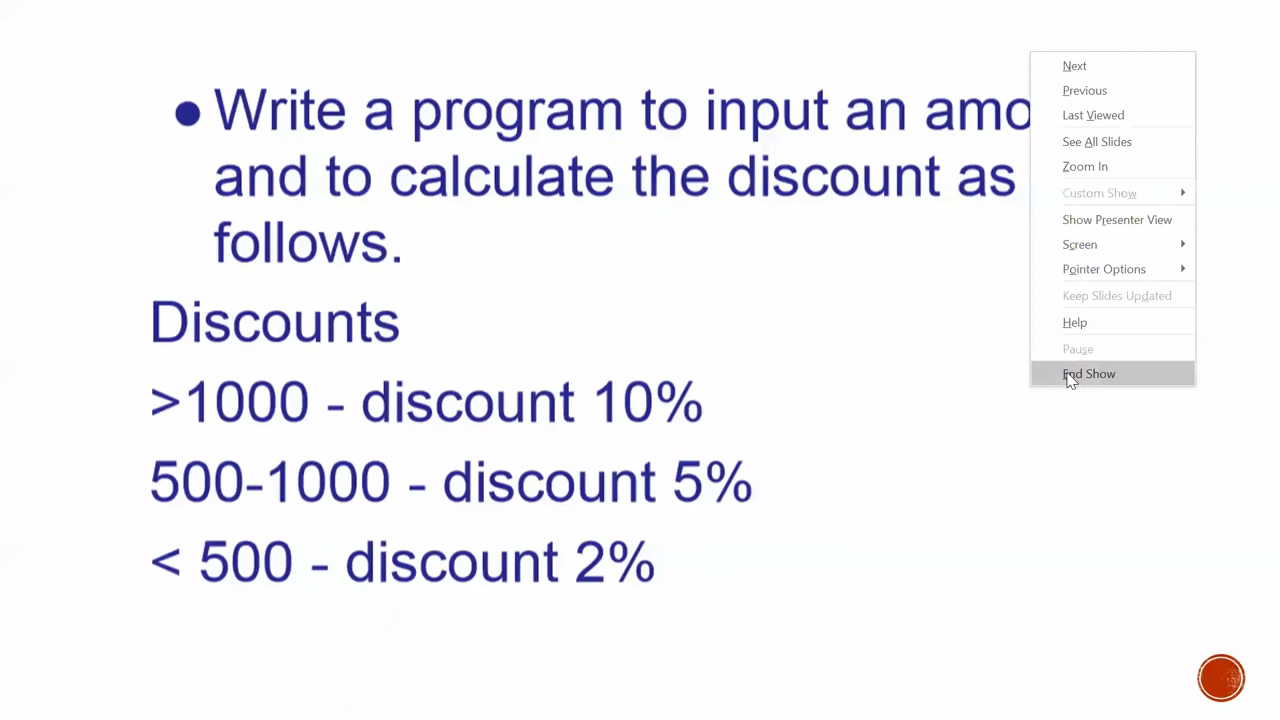 ● Write a program to input an amo
and to calculate the discount as
follows.
Discounts
>1000 - discount 10%
500-1000 - discount 5%
< 500 - discount 2%
Next
Previous
Last Viewed
See All Slides
Zoom In
Custom Show
Show Presenter View
Screen
Pointer Options
Keep Slides Updated
Help
Pause
End Show